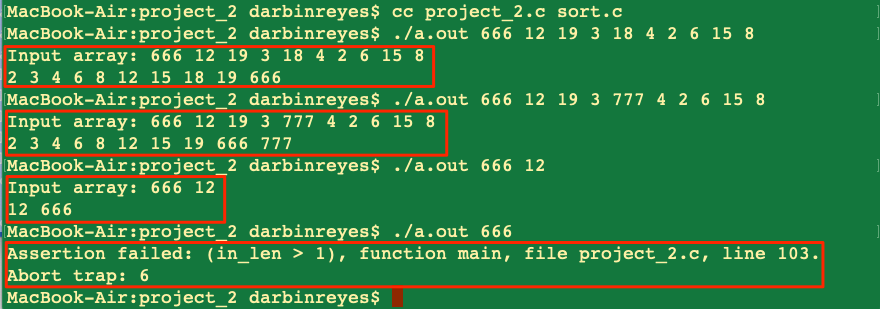 MacBook-Air:project_2 darbinreyes$ cc project_2.c sort.c
MacBook-Air:project_2 darbinreyes$ ./a.out 666 12 19 3 18 4 2 6 15 8
Input array: 666 12 19 3 18 4 2 6 15 8
2 3 4 6 8 12 15 18 19 666
MacBook-Air:project_2 darbinreyes$ ./a.out 666 12 19 3 777 4 2 6 15 8
Input array: 666 12 19 3 777 4 2 6 15 8
2 3 4 6 8 12 15 19 666 777
MacBook-Air:project_2 darbinreyes$ ./a.out 666 12
Input array: 666 12
12 666
MacBook-Air:project_2 darbinreyes$ ./a.out 666
Assertion failed: (in_len > 1), function main, file project_2.c, line 103.
Abort trap: 6
MacBook-Air:project_2 darbinreyes$